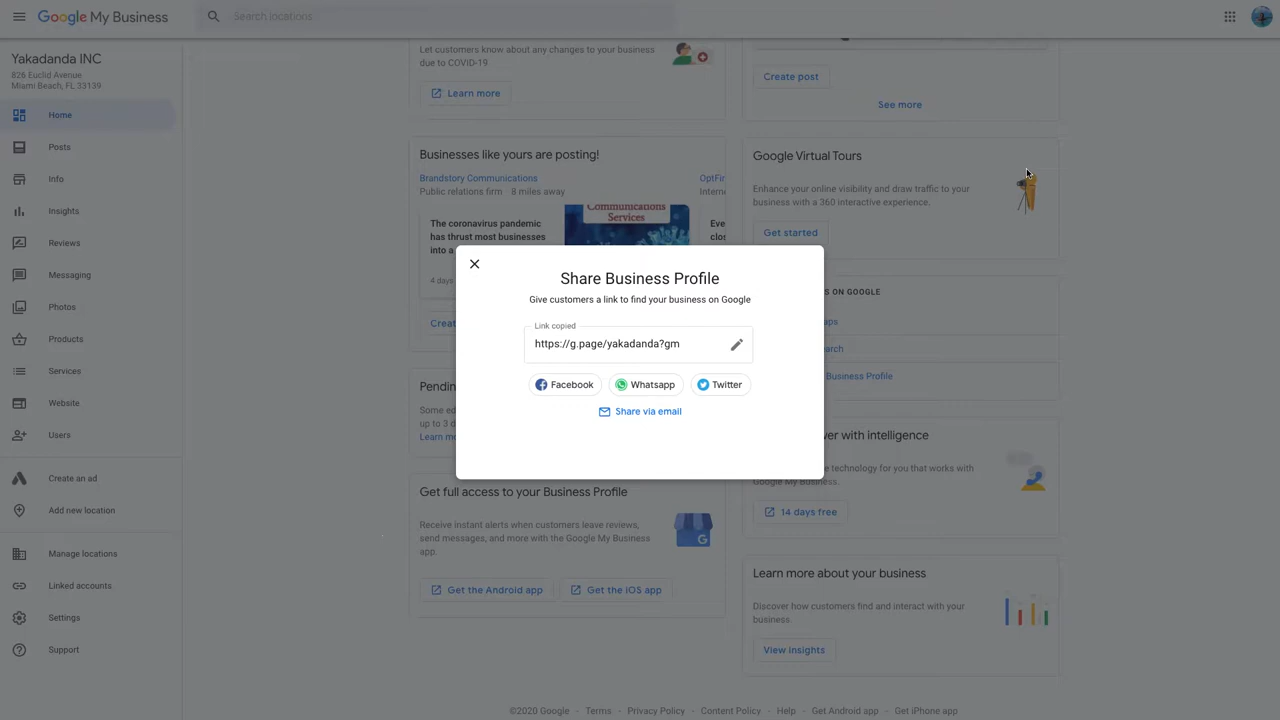 Google My Business
Search locations
Yakadanda INC
826 Euclid Avenue
Miami Beach, FL 33139
Home
Posts
Info
Insights
Reviews
Messaging
Photos
Products
Services
Website
Users
Create an ad
Add new location
Manage locations
Linked accounts
Settings
Support
Let customers know about any changes to your business
due to COVID-19
Learn more
Businesses like yours are posting!
Brandstory Communications
Public relations firm · 8 miles away
The coronavirus pandemic
has thrust most businesses
into a
Communications
Services
4 days
Get full access to your Business Profile
Receive instant alerts when customers leave reviews,
send messages, and more with the Google My Business
app.
Get the Android app
Get the iOS app
Create post
See more
Google Virtual Tours
Enhance your online visibility and draw traffic to your
business with a 360 interactive experience.
Get started
Share Business Profile
Give customers a link to find your business on Google
Link copied
https://g.page/yakadanda?gm
Facebook
Whatsapp
Twitter
Share via email
S ON GOOGLE
Business Profile
ver with intelligence
technology for you that works with
Google My Business.
14 days free
Learn more about your business
Discover how customers find and interact with your
business.
View Insights
©2020 Google · Terms · Privacy Policy · Content Policy · Help · Get Android app · Get iPhone app